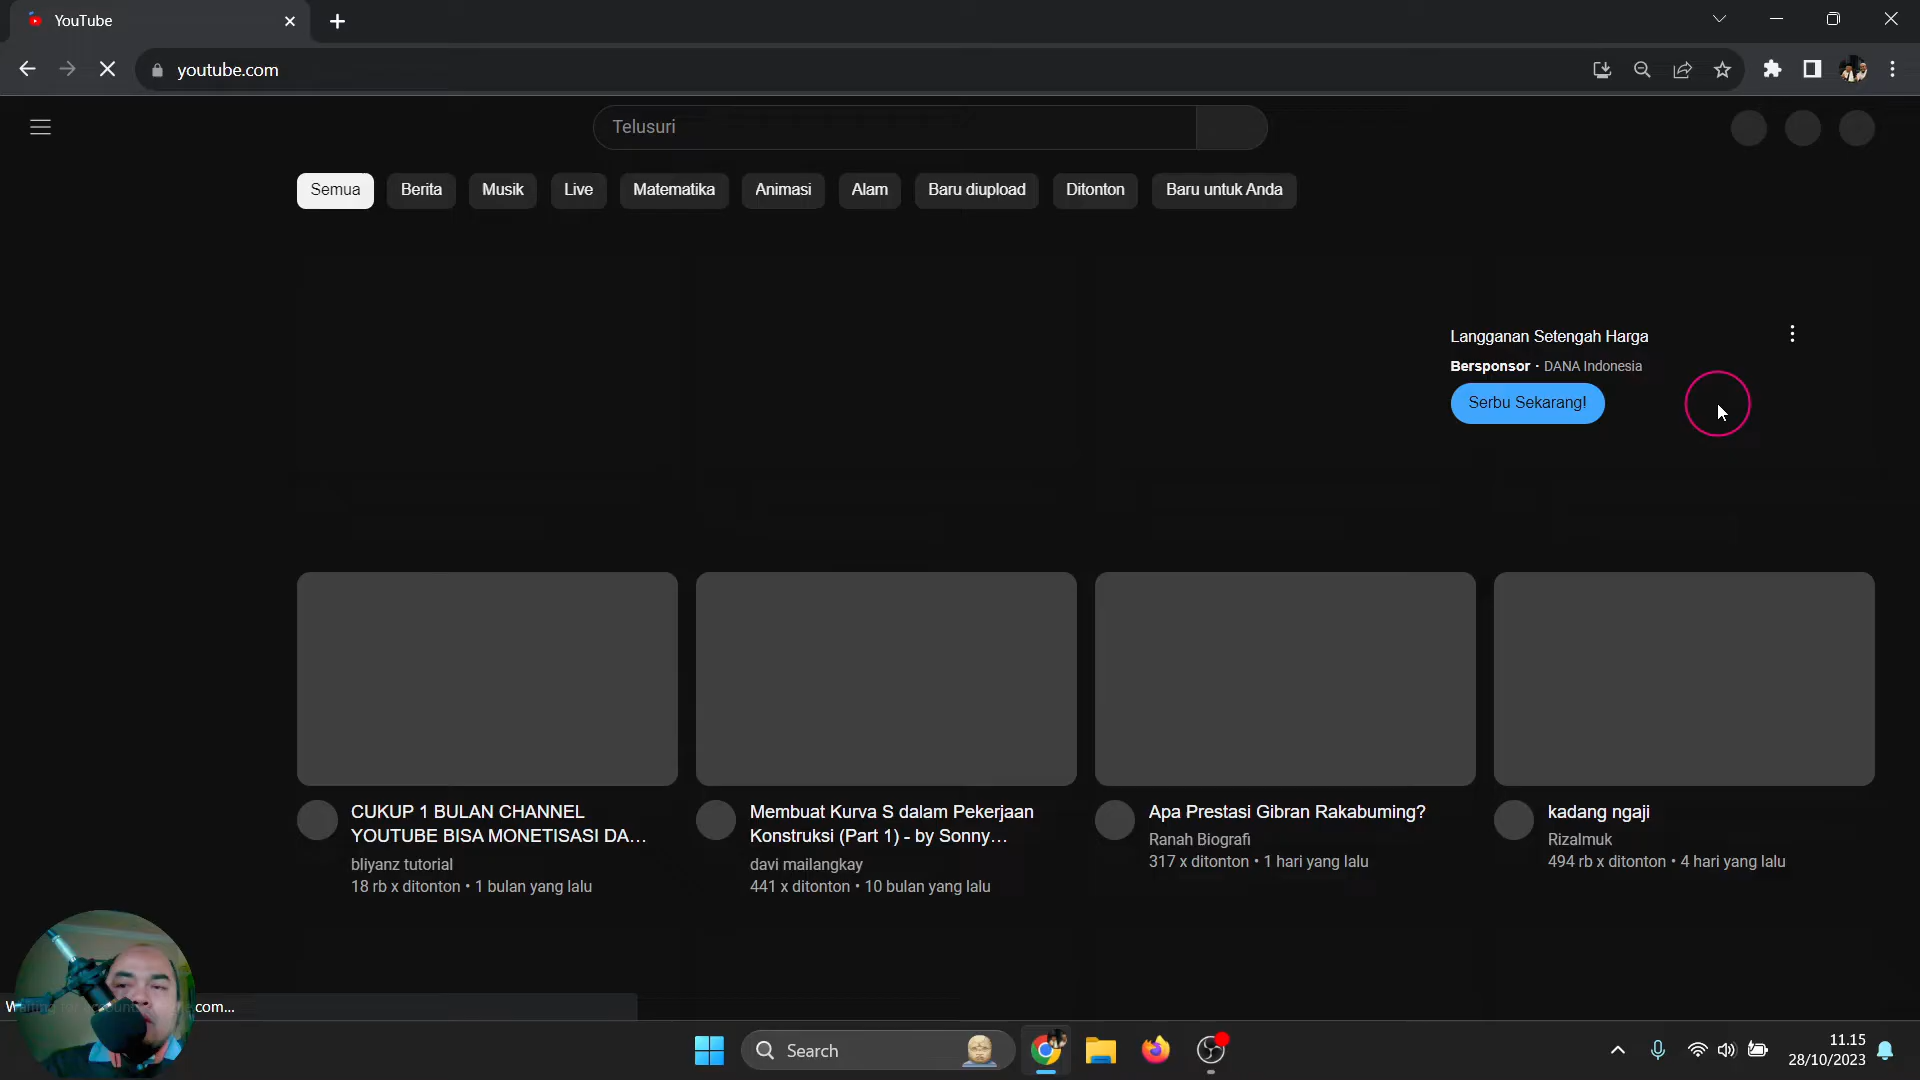 YouTube
youtube.com
Telusuri
Semua
Berita
Musik
Live
Matematika
Animasi
Alam
Baru diupload
Ditonton
Baru untuk Anda
Langganan Setengah Harga
Bersponsor • DANA Indonesia
Serbu Sekarang!
CUKUP 1 BULAN CHANNEL
YOUTUBE BISA MONETISASI DA...
bliyanz tutorial
18 rb x ditonton • 1 bulan yang lalu
Membuat Kurva S dalam Pekerjaan
Konstruksi (Part 1) - by Sonny...
davi mailangkay
441 x ditonton • 10 bulan yang lalu
Apa Prestasi Gibran Rakabuming?
Ranah Biografi
317 x ditonton • 1 hari yang lalu
kadang ngaji
Rizalmuk
494 rb x ditonton • 4 hari yang lalu
com...
Search
11.15
28/10/2023